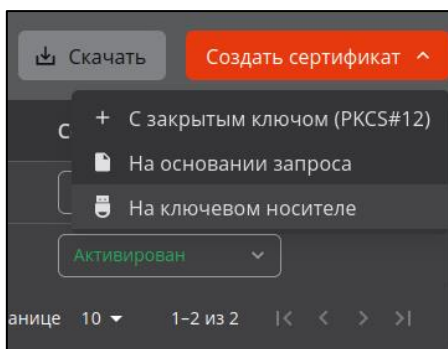 Скачать Создать сертификат
С закрытым ключом (PKCS#12)
На основании запроса
На ключевом носителе
Активирован
10 1–2 из 2